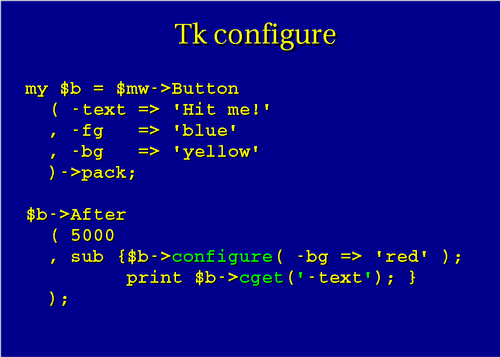 Tk configure
my $b = $mw->Button
( -text => 'Hit me!'
, -fg => 'blue'
, -bg => 'yellow'
)->pack;
$b->After
( 5000
, sub {$b->configure( -bg => 'red' );
print $b->cget('-text'); }
);